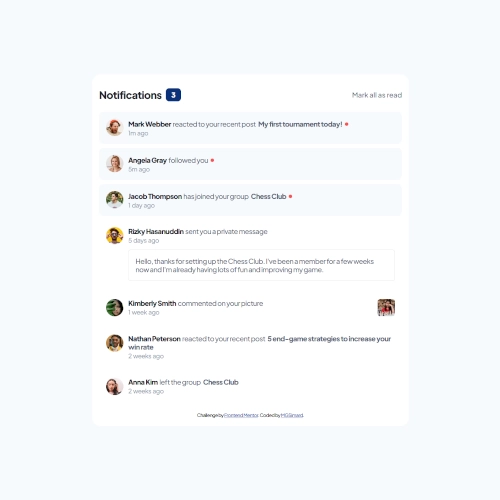 Notifications 3
Mark all as read
Mark Webber reacted to your recent post My first tournament today!
1m ago
Angela Gray followed you
5m ago
Jacob Thompson has joined your group Chess Club
1 day ago
Rizky Hasanuddin sent you a private message
5 days ago
Hello, thanks for setting up the Chess Club. I've been a member for a few weeks
now and I'm already having lots of fun and improving my game.
Kimberly Smith commented on your picture
1 week ago
Nathan Peterson reacted to your recent post 5 end-game strategies to increase your
win rate
2 weeks ago
Anna Kim left the group Chess Club
2 weeks ago
Challenge by Frontend Mentor. Coded by MGSimard.